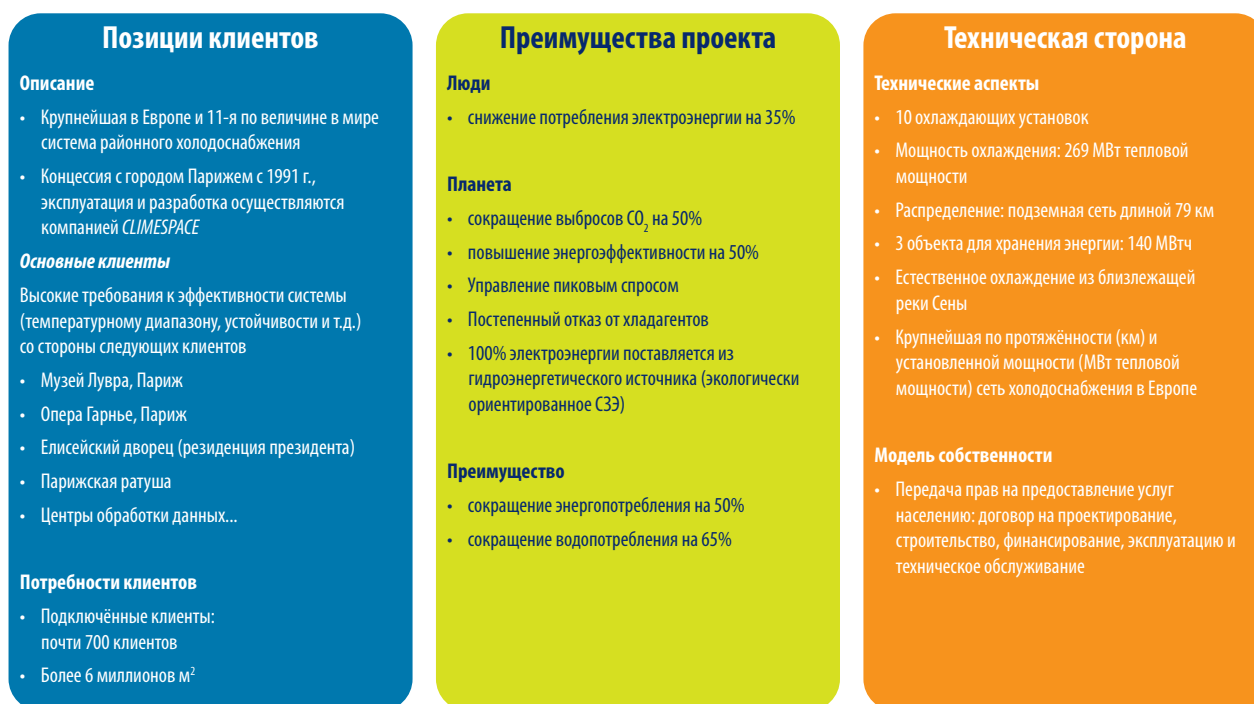 Позиции клиентов
Описание
• Крупнейшая в Европе и 11-я по величине в мире
система районного холодоснабжения
• Концессия с городом Парижем с 1991 г.,
эксплуатация и разработка осуществляются
компанией CLIMESPACE
Основные клиенты
Высокие требования к эффективности системы
(температурному диапазону, устойчивости и т.д.)
со стороны следующих клиентов
• Музей Лувра, Париж
• Опера Гарнье, Париж
• Елисейский дворец (резиденция президента)
• Парижская ратуша
• Центры обработки данных...
Потребности клиентов
• Подключённые клиенты:
почти 700 клиентов
• Более 6 миллионов м²
Преимущества проекта
Люди
• снижение потребления электроэнергии на 35%
Планета
• сокращение выбросов CO₂ на 50%
• повышение энергоэффективности на 50%
• Управление пиковым спросом
• Постепенный отказ от хладагентов
• 100% электроэнергии поставляется из
гидроэнергетического источника (экологически
ориентированное СЗЭ)
Преимущество
• сокращение энергопотребления на 50%
• сокращение водопотребления на 65%
Техническая сторона
Технические аспекты
• 10 охлаждающих установок
• Мощность охлаждения: 269 МВт тепловой
мощности
• Распределение: подземная сеть длиной 79 км
• 3 объекта для хранения энергии: 140 МВтч
• Естественное охлаждение из близлежащей
реки Сены
• Крупнейшая по протяжённости (км) и
установленной мощности (МВт тепловой
мощности) сеть холодоснабжения в Европе
Модель собственности
• Передача прав на предоставление услуг
населению: договор на проектирование,
строительство, финансирование, эксплуатацию и
техническое обслуживание